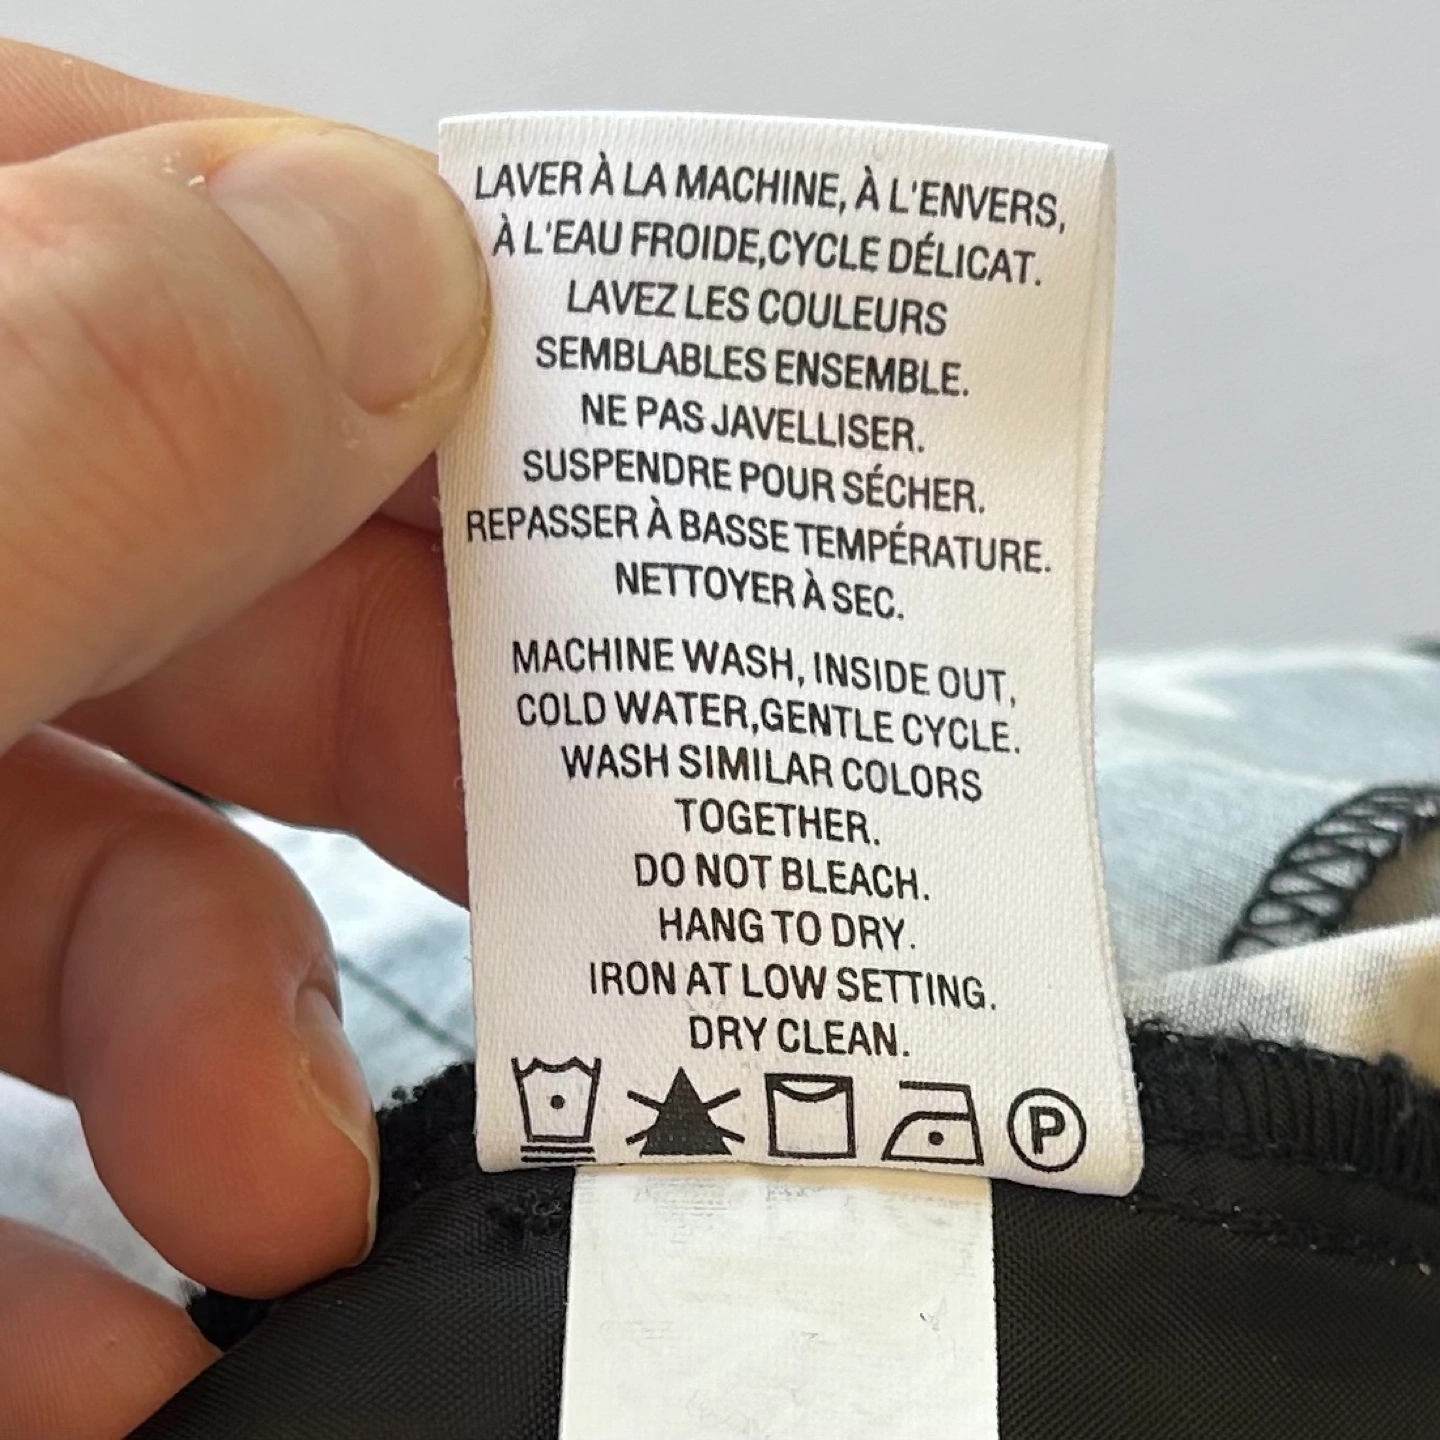 LAVER À LA MACHINE, À L'ENVERS,
À L'EAU FROIDE,CYCLE DÉLICAT.
LAVEZ LES COULEURS
SEMBLABLES ENSEMBLE.
NE PAS JAVELLISER.
SUSPENDRE POUR SÉCHER.
REPASSER À BASSE TEMPÉRATURE.
NETTOYER À SEC.
MACHINE WASH, INSIDE OUT,
COLD WATER,GENTLE CYCLE.
WASH SIMILAR COLORS
TOGETHER.
DO NOT BLEACH.
HANG TO DRY.
IRON AT LOW SETTING.
DRY CLEAN.
P